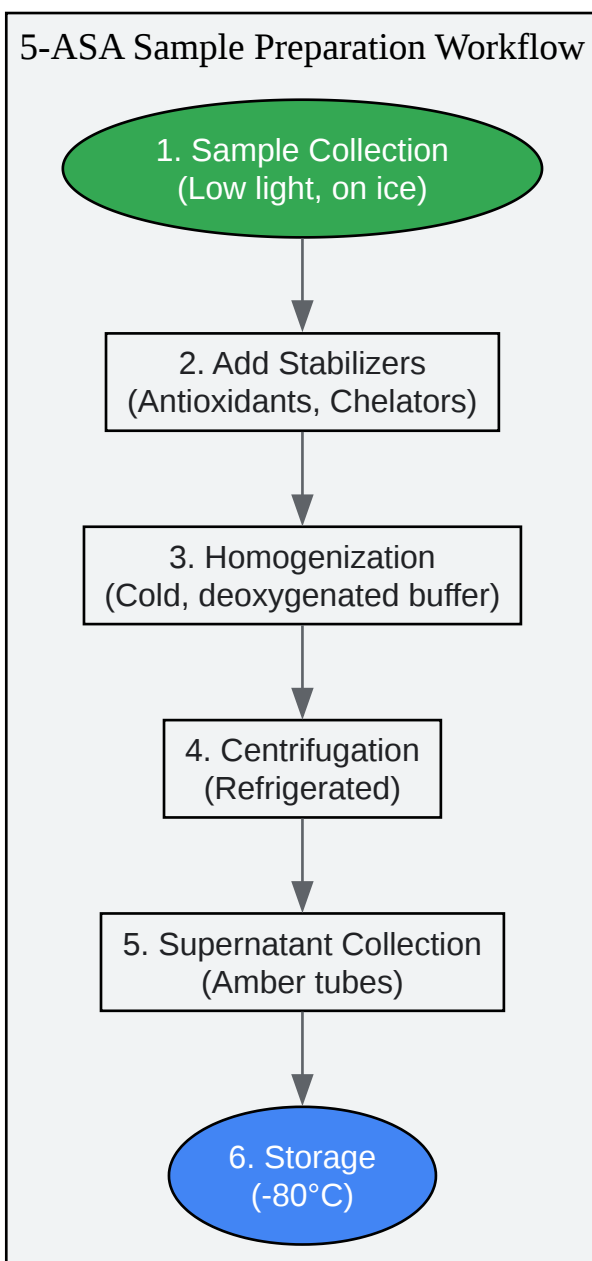 5-ASA Sample Preparation Workflow
1. Sample Collection
(Low light, on ice)
2. Add Stabilizers
(Antioxidants, Chelators)
3. Homogenization
(Cold, deoxygenated buffer)
4. Centrifugation
(Refrigerated)
5. Supernatant Collection
(Amber tubes)
6. Storage
(-80°C)